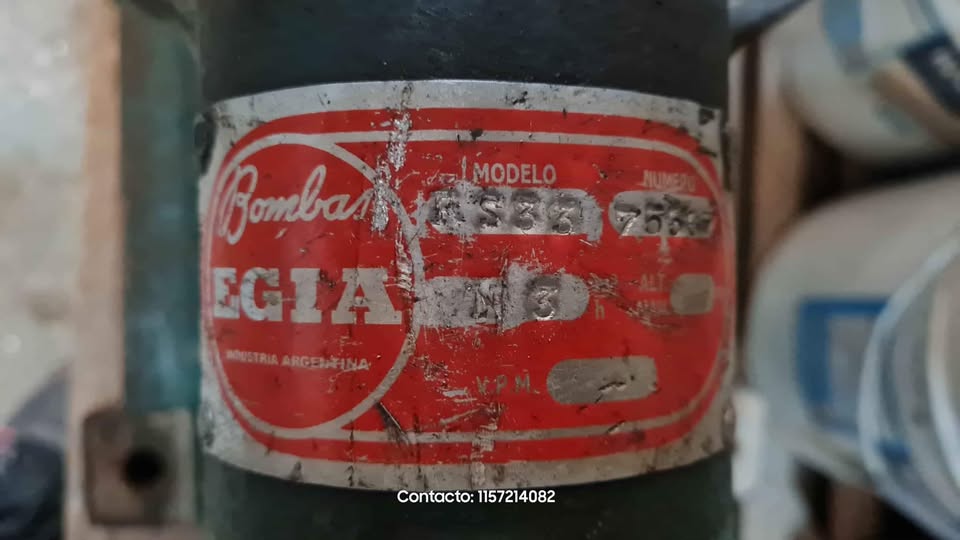 Bombas
EGIA
INDUSTRIA ARGENTINA
MODELO
NUMERO
N 3
h
ALT.
V.P.M.
Contacto: 1157214082